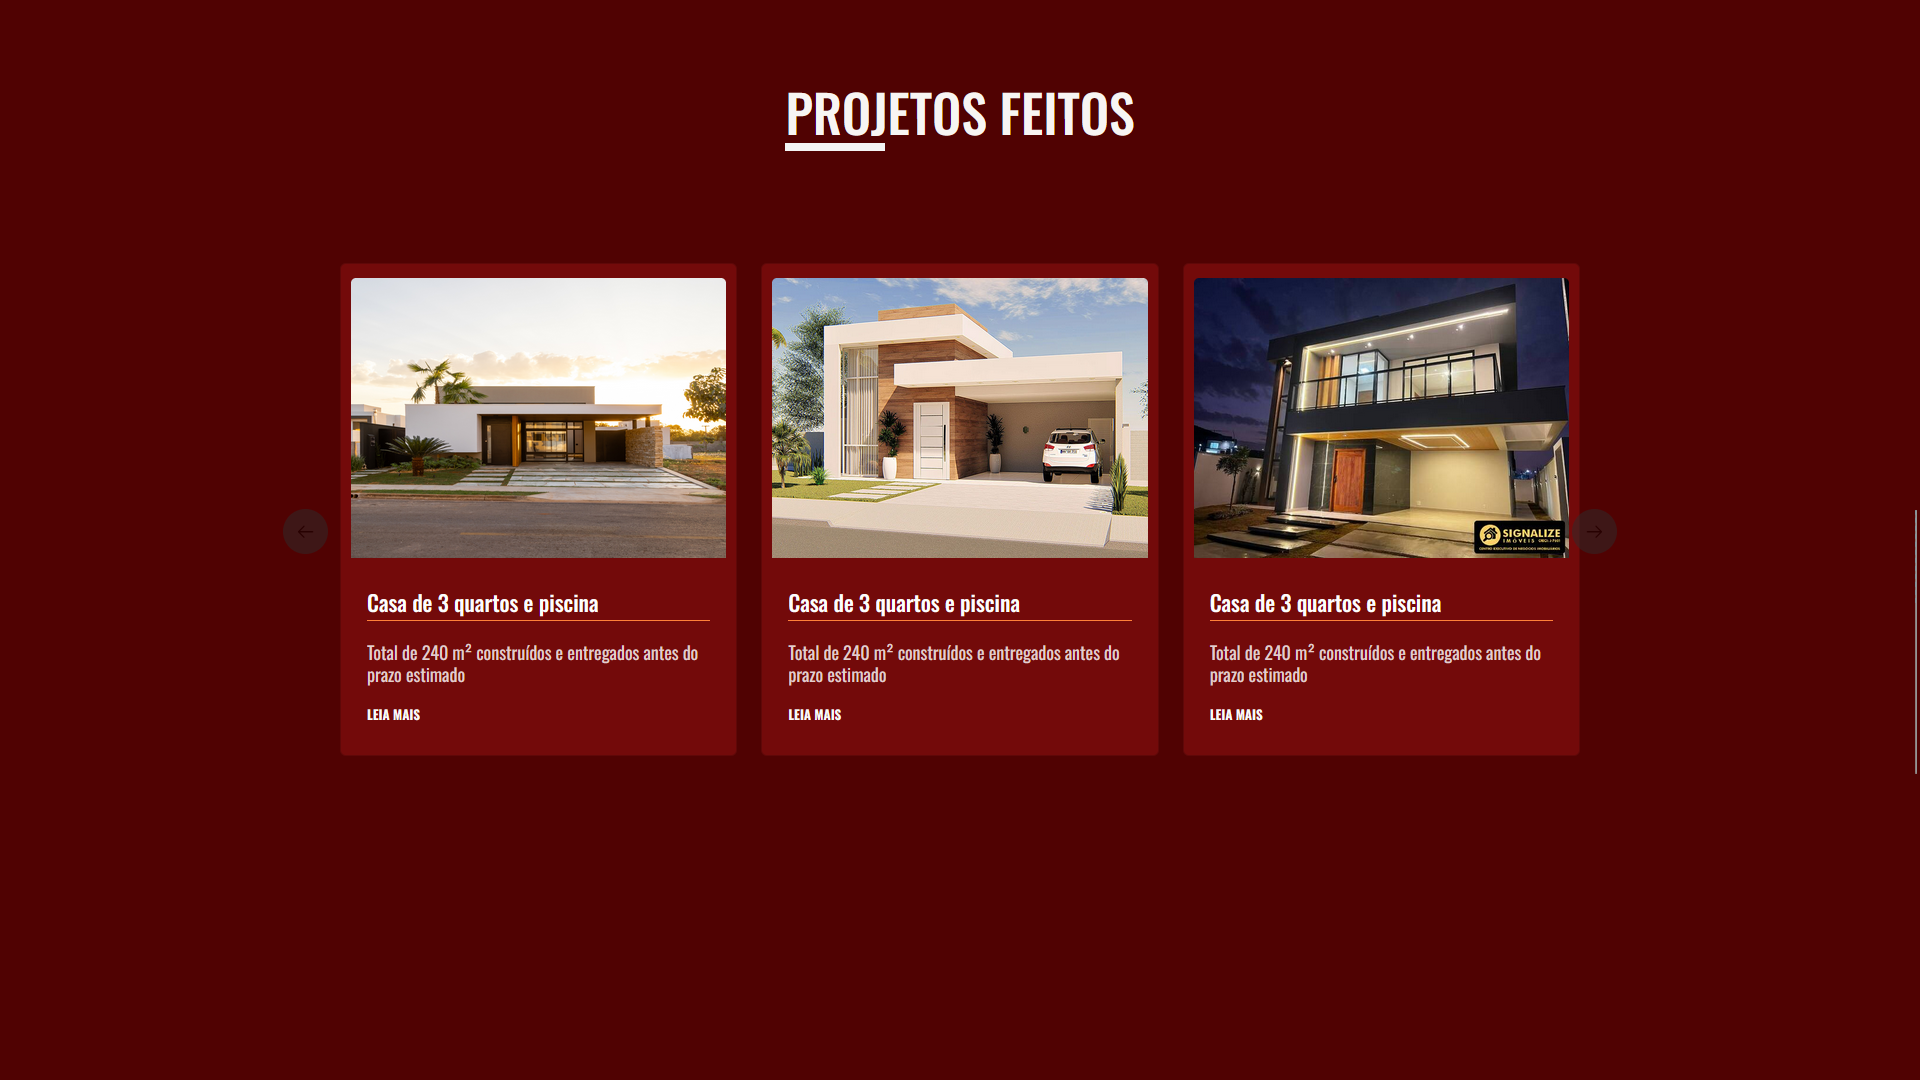 PROJETOS FEITOS
SIGNALIZE
IMÓVEIS
Casa de 3 quartos e piscina
Total de 240 m² construídos e entregados antes do
prazo estimado
LEIA MAIS
Casa de 3 quartos e piscina
Total de 240 m² construídos e entregados antes do
prazo estimado
LEIA MAIS
Casa de 3 quartos e piscina
Total de 240 m² construídos e entregados antes do
prazo estimado
LEIA MAIS